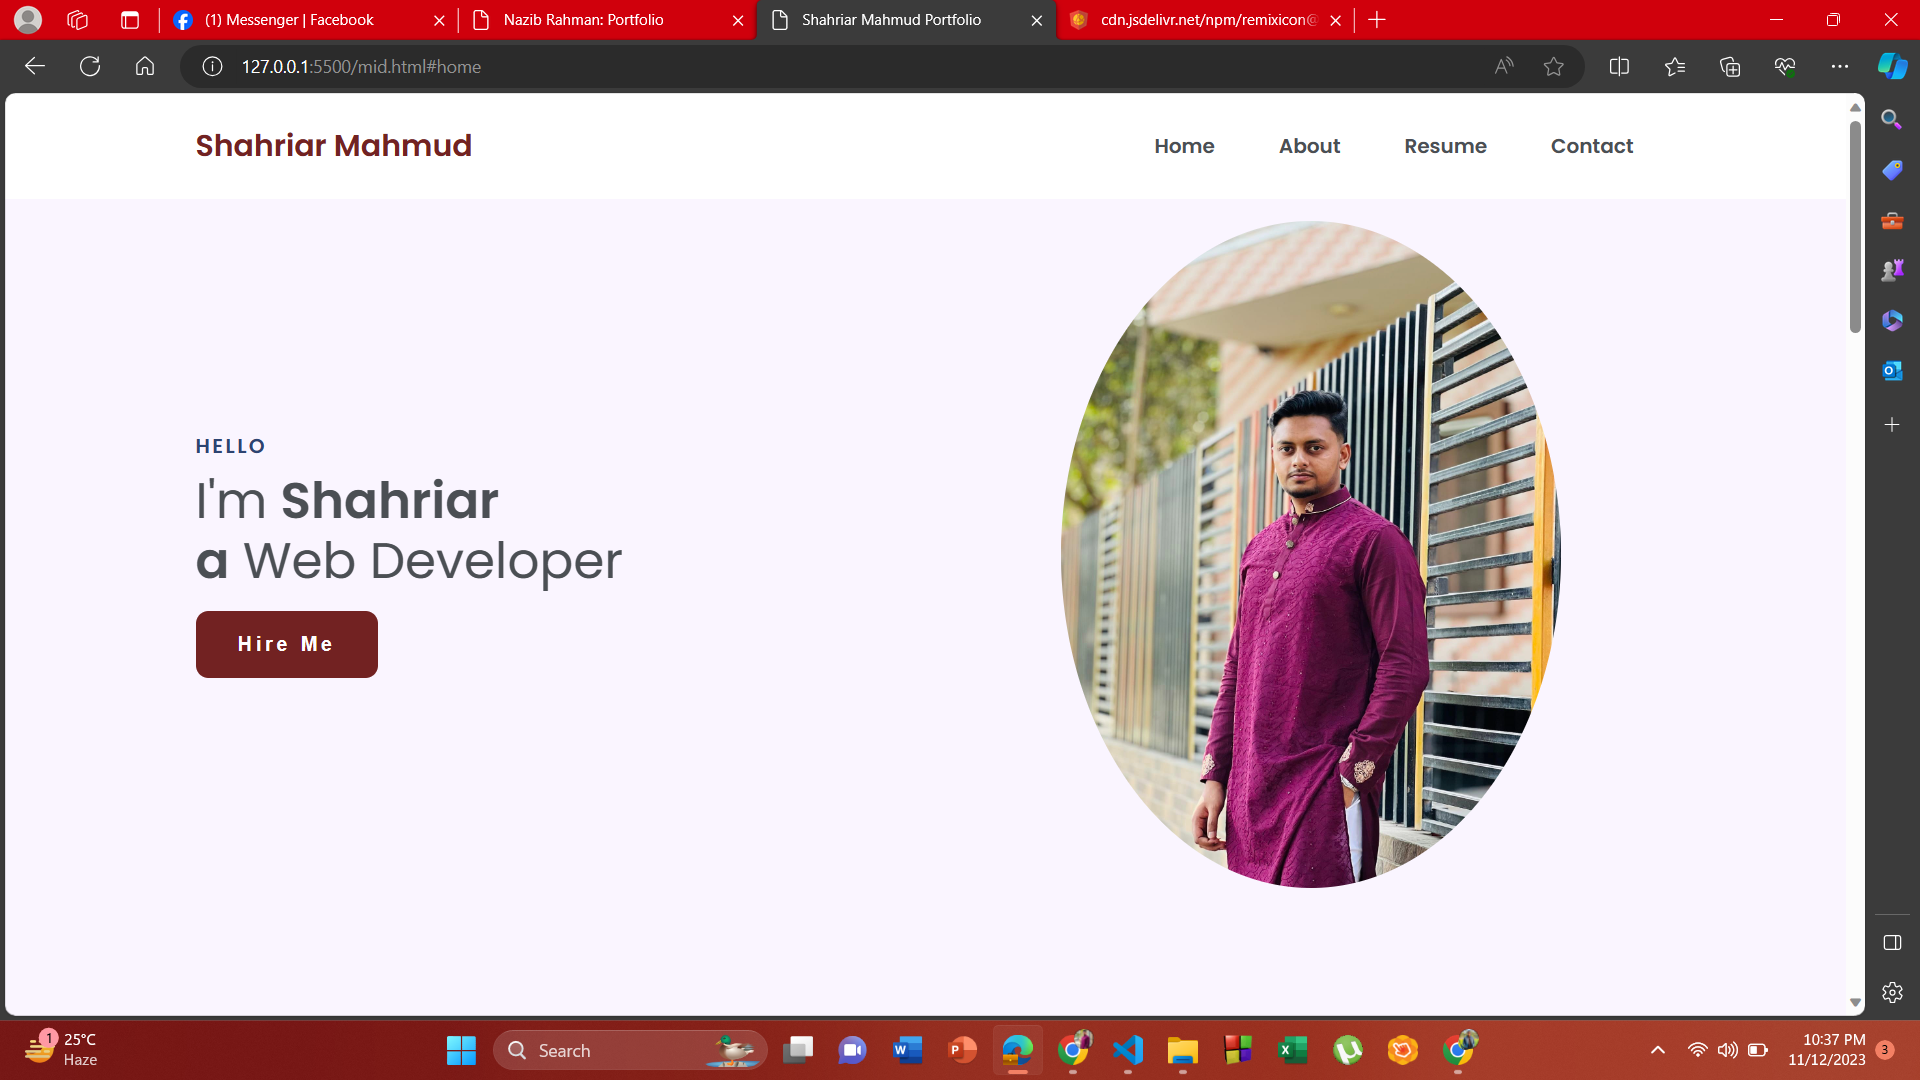 (1) Messenger | Facebook
Nazib Rahman: Portfolio
Shahriar Mahmud Portfolio
cdn.jsdelivr.net/npm/remixicon@
127.0.0.1:5500/mid.html#home
Shahriar Mahmud
Home
About
Resume
Contact
HELLO
I'm Shahriar
a Web Developer
Hire Me
1
25°C
Haze
Search
10:37 PM
11/12/2023
3